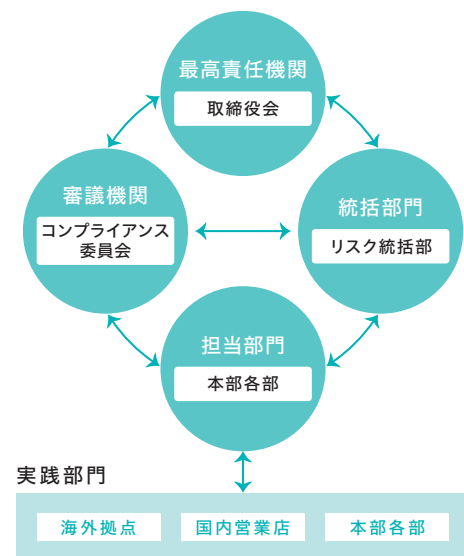 最高責任機関
取締役会
審議機関
コンプライアンス
委員会
統括部門
リスク統括部
担当部門
本部各部
実践部門
海外拠点
国内営業店
本部各部